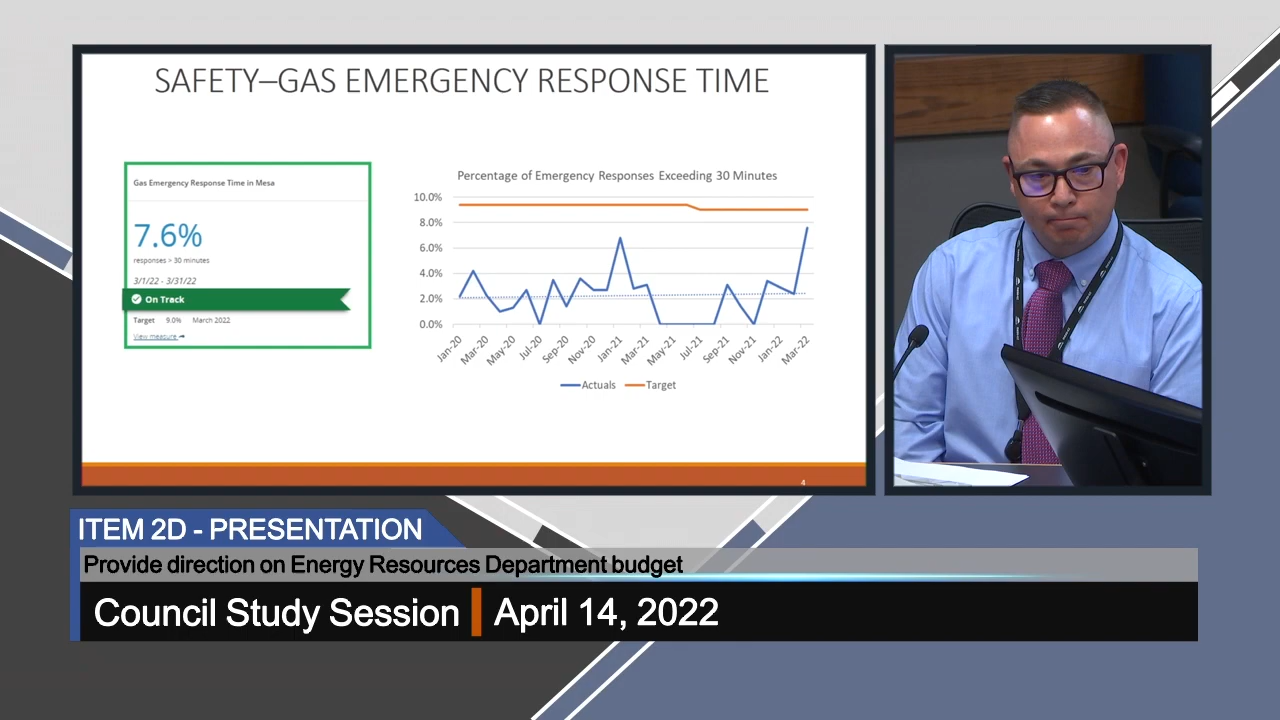 SAFETY–GAS EMERGENCY RESPONSE TIME
Gas Emergency Response Time in Mesa
7.6%
responses > 30 minutes
3/1/22 - 3/31/22
On Track
Target 9.0% March 2022
View measure
Percentage of Emergency Responses Exceeding 30 Minutes
10.0%
8.0%
6.0%
4.0%
2.0%
0.0%
Jan-20
Mar-20
May-20
Jul-20
Sep-20
Nov-20
Jan-21
Mar-21
May-21
Jul-21
Sep-21
Nov-21
Jan-22
Mar-22
Actuals Target
4
ITEM 2D - PRESENTATION
Provide direction on Energy Resources Department budget
Council Study Session
April 14, 2022